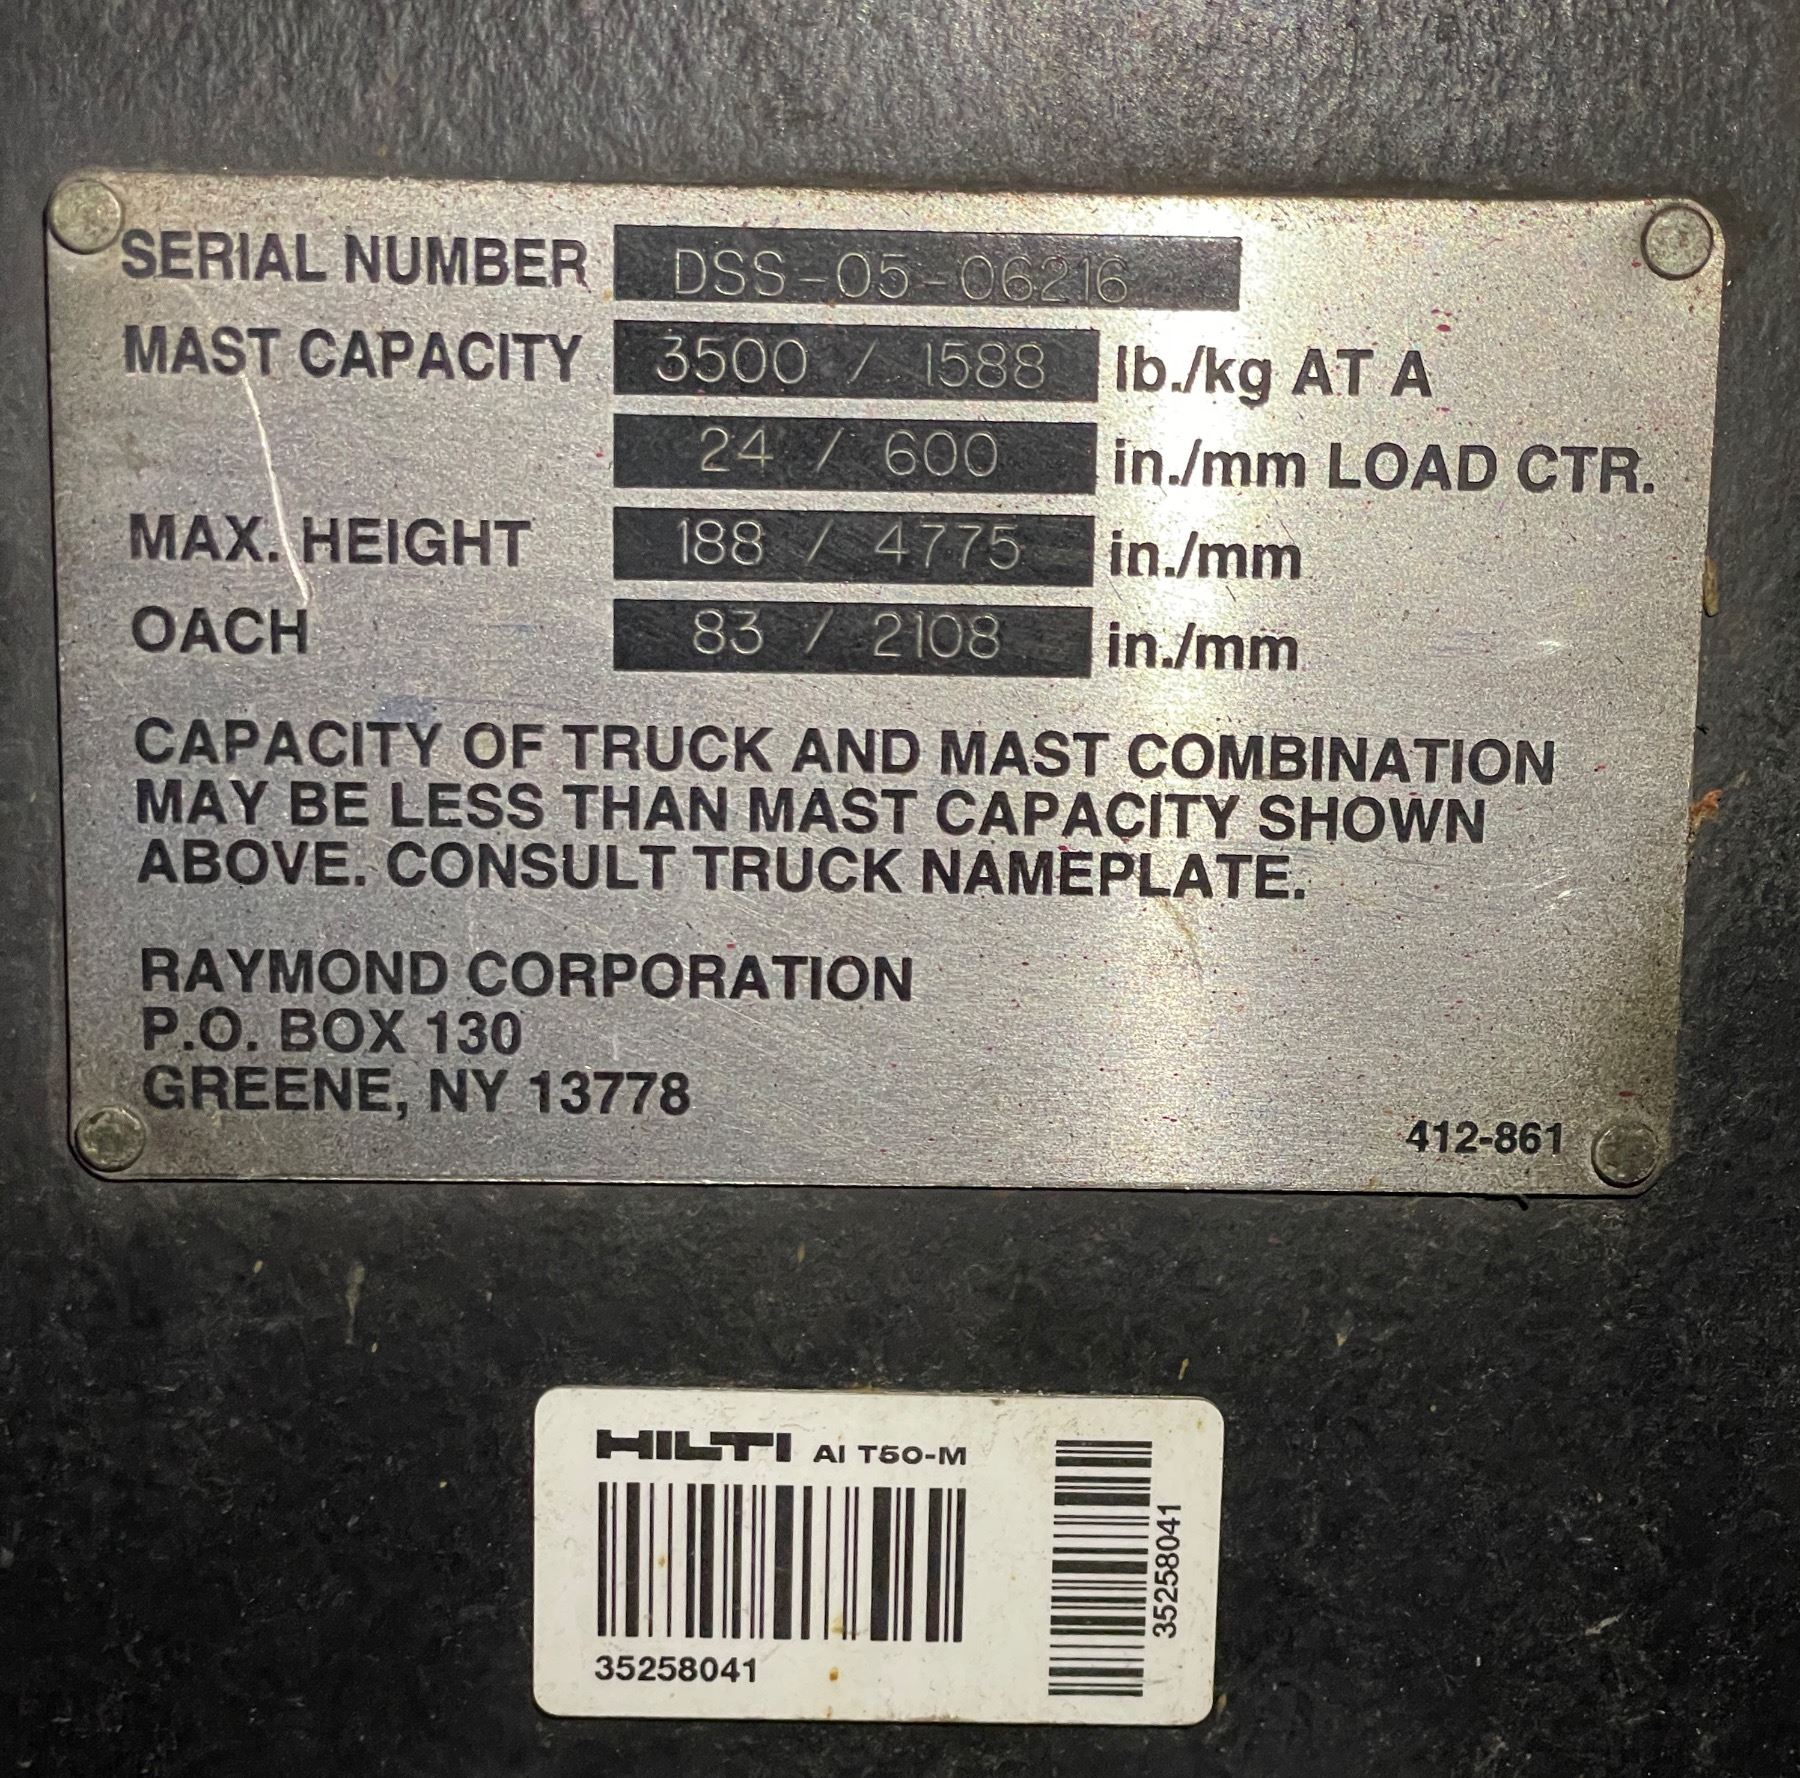 SERIAL NUMBER DSS-05-06216
MAST CAPACITY 3500 / 1588 lb./kg AT A
24 / 600 in./mm LOAD CTR.
MAX. HEIGHT 188 / 4775 in./mm
OACH 83 / 2108 in./mm
CAPACITY OF TRUCK AND MAST COMBINATION
MAY BE LESS THAN MAST CAPACITY SHOWN
ABOVE. CONSULT TRUCK NAMEPLATE.
RAYMOND CORPORATION
P.O. BOX 130
GREENE, NY 13778
412-861
HILTI AI T50-M
35258041
35258041